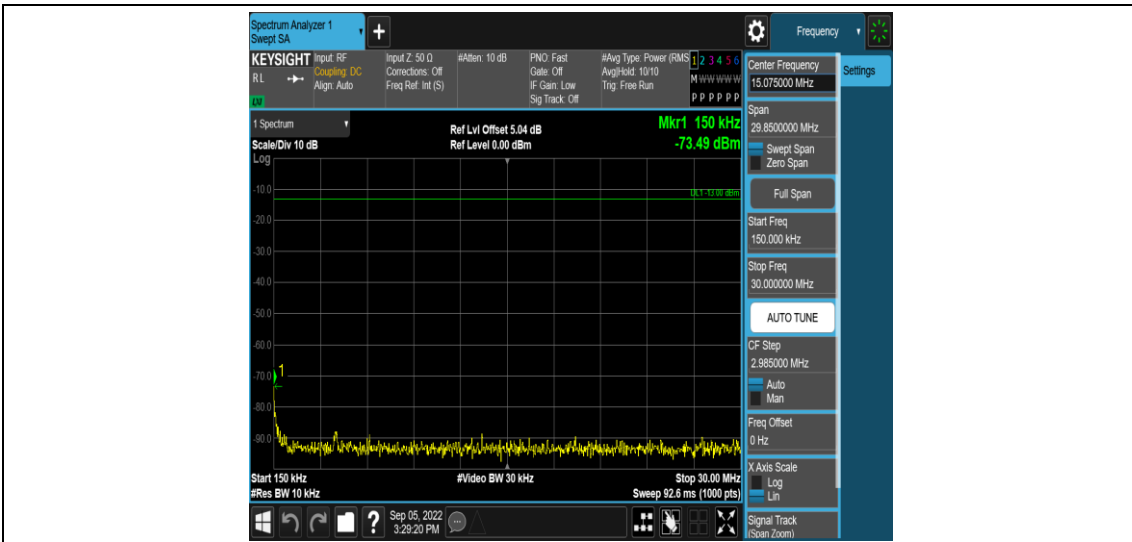 Spectrum Analyzer 1
Swept SA
+
Frequency
KEYSIGHT
RL
LXI
Input: RF
Coupling: DC
Align: Auto
Input Z: 50 Ω
Corrections: Off
Freq Ref: Int (S)
#Atten: 10 dB
PNO: Fast
Gate: Off
IF Gain: Low
Sig Track: Off
#Avg Type: Power (RMS
Avg|Hold: 10/10
Trig: Free Run
1 2 3 4 5 6
M W W W W W
P P P P P P
1 Spectrum
Scale/Div 10 dB
Log
Ref Lvl Offset 5.04 dB
Ref Level 0.00 dBm
Mkr1 150 kHz
-73.49 dBm
DL1 -13.00 dBm
-10.0
-20.0
-30.0
-40.0
-50.0
-60.0
-70.0
-80.0
-90.0
1
Start 150 kHz
#Res BW 10 kHz
#Video BW 30 kHz
Stop 30.00 MHz
Sweep 92.6 ms (1000 pts)
?
Sep 05, 2022
3:29:20 PM
Center Frequency
15.075000 MHz
Settings
Span
29.8500000 MHz
Swept Span
Zero Span
Full Span
Start Freq
150.000 kHz
Stop Freq
30.000000 MHz
AUTO TUNE
CF Step
2.985000 MHz
Auto
Man
Freq Offset
0 Hz
X Axis Scale
Log
Lin
Signal Track
(Span Zoom)